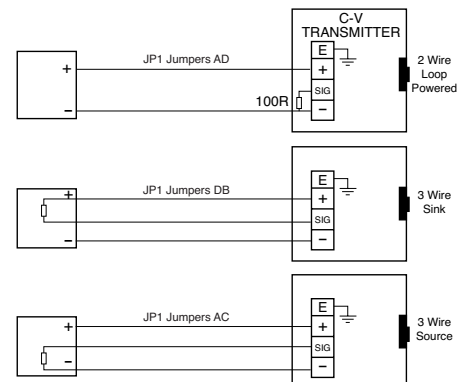 C-V
TRANSMITTER
JP1 Jumpers AD
E
+
+
SIG
100R
−
−
2 Wire
Loop
Powered
JP1 Jumpers DB
E
+
+
SIG
−
−
3 Wire
Sink
JP1 Jumpers AC
E
+
+
SIG
−
−
3 Wire
Source